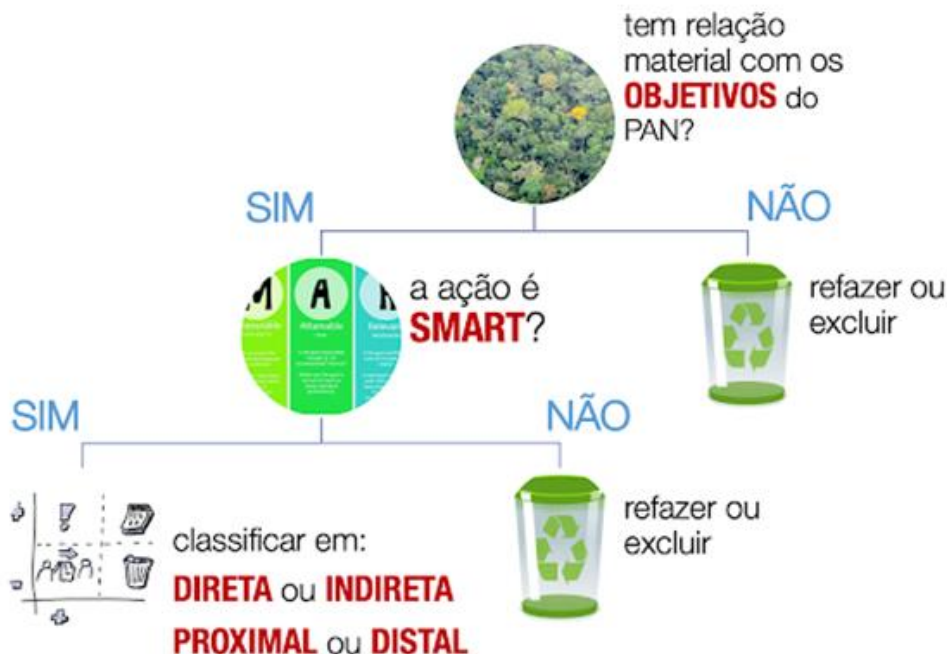 tem relação
material com os
OBJETIVOS do
PAN?
SIM
NÃO
M
A
R
Attainable
a ação é
SMART?
refazer ou
excluir
SIM
NÃO
classificar em:
DIRETA ou INDIRETA
PROXIMAL ou DISTAL
refazer ou
excluir